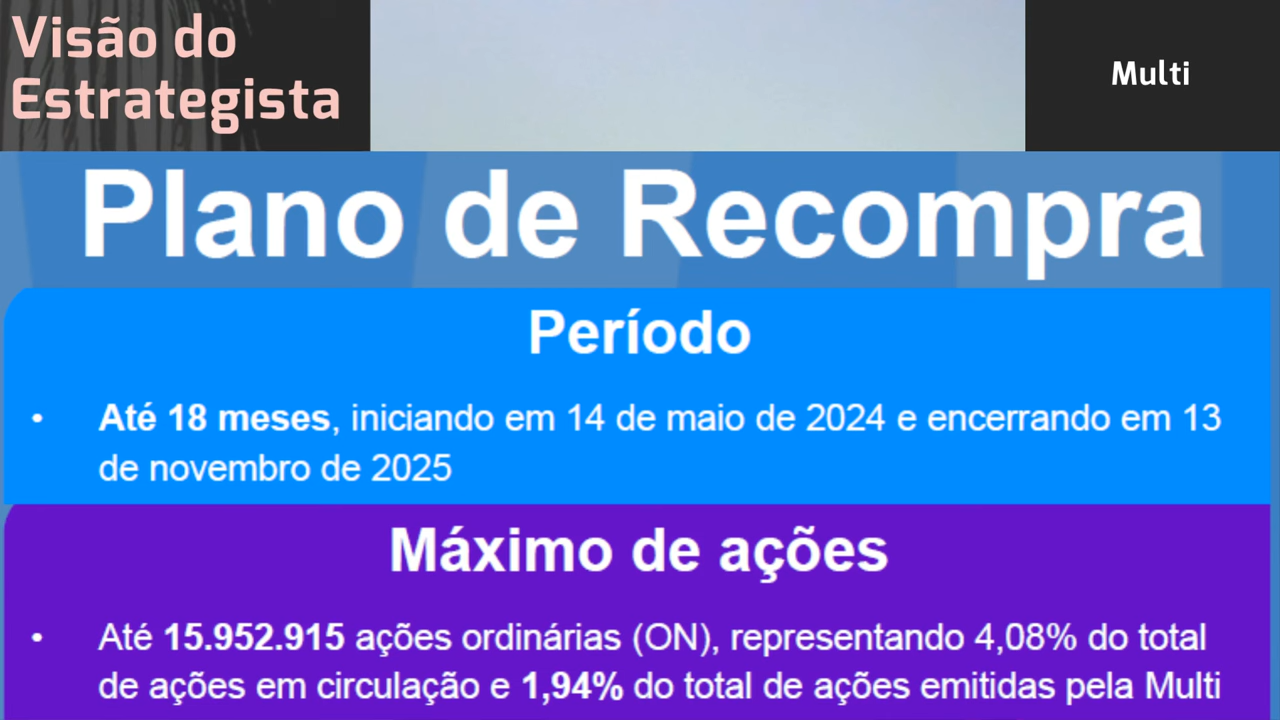 Visão do
Estrategista
Multi
Plano de Recompra
Período
• Até 18 meses, iniciando em 14 de maio de 2024 e encerrando em 13
de novembro de 2025
Máximo de ações
• Até 15.952.915 ações ordinárias (ON), representando 4,08% do total
de ações em circulação e 1,94% do total de ações emitidas pela Multi